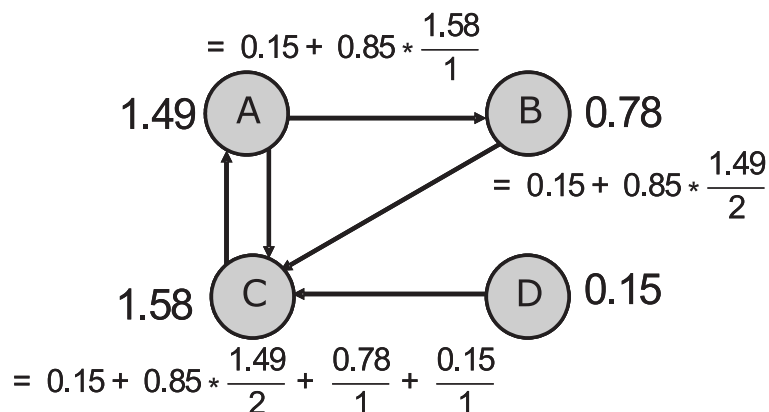 = 0.15 + 0.85 * 1.58/1
1.49 A B 0.78
= 0.15 + 0.85 * 1.49/2
1.58 C D 0.15
= 0.15 + 0.85 * 1.49/2 + 0.78/1 + 0.15/1